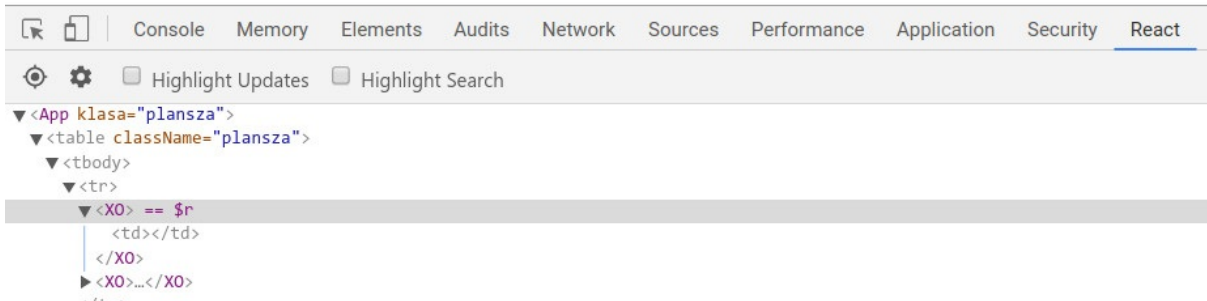 Console Memory Elements Audits Network Sources Performance Application Security React
Highlight Updates Highlight Search
<App klasa="plansza">
<table className="plansza">
<tbody>
<tr>
<XO> == $r
<td></td>
</XO>
<XO>…</XO>